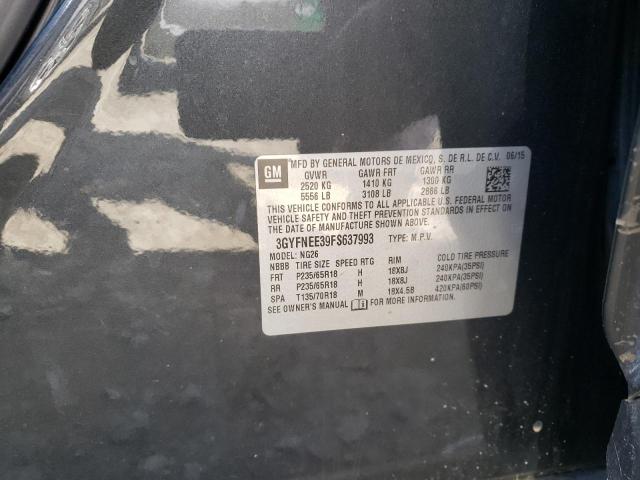 GM
MFD BY GENERAL MOTORS DE MEXICO, S. DE R.L. DE C.V. 06/15
GVWR GAWR FRT GAWR RR
2520 KG 1410 KG 1300 KG
5556 LB 3108 LB 2866 LB
THIS VEHICLE CONFORMS TO ALL APPLICABLE U.S. FEDERAL MOTOR
VEHICLE SAFETY AND THEFT PREVENTION STANDARDS IN EFFECT ON
THE DATE OF MANUFACTURE SHOWN ABOVE.
3GYFNEE39FS637993 TYPE: M.P.V.
MODEL: NG26
NBBB TIRE SIZE SPEED RTG RIM COLD TIRE PRESSURE
FRT P235/65R18 H 18X8J 240KPA(35PSI)
RR P235/65R18 H 18X8J 240KPA(35PSI)
SPA T135/70R18 M 18X4.5B 420KPA(60PSI)
SEE OWNER'S MANUAL FOR MORE INFORMATION.